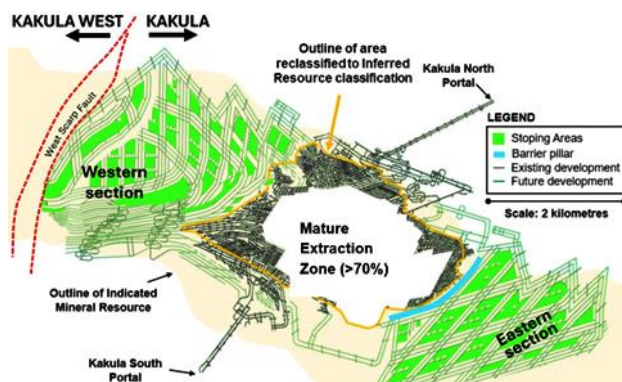 KAKULA WEST
KAKULA
Outline of area
reclassified to Inferred
Resource classification
Kakula North
Portal
West Scarp Fault
LEGEND
Stoping Areas
Barrier pillar
Existing development
Future development
Scale: 2 kilometres
Western
section
Mature
Extraction
Zone (>70%)
Outline of Indicated
Mineral Resource
Eastern
section
Kakula South
Portal